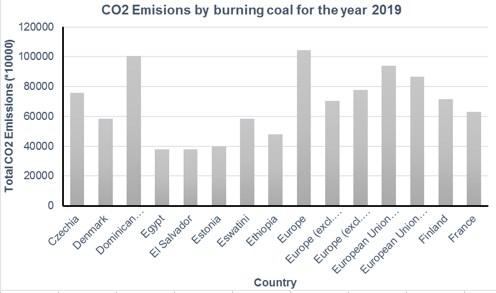 CO2 Emisions by burning coal for the year 2019
Total CO2 Emlssions (*10000)
120000
100000
80000
60000
40000
20000
0
Czechia
Denmark
Dominican...
Egypt
El Salvador
Estonia
Eswatini
Ethiopia
Europe
Europe (excl....
Europe (excl....
European Union...
European Union...
Finland
France
Country